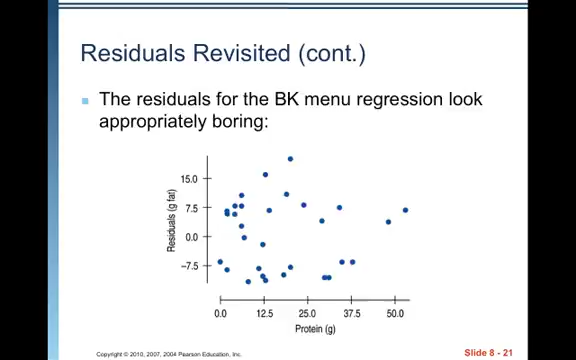 Residuals Revisited (cont.)
The residuals for the BK menu regression look
appropriately boring:
Residuals (g fat)
15.0
7.5
0.0
−7.5
0.0 12.5 25.0 37.5 50.0
Protein (g)
Copyright © 2010, 2007, 2004 Pearson Education, Inc.
Slide 8 - 21